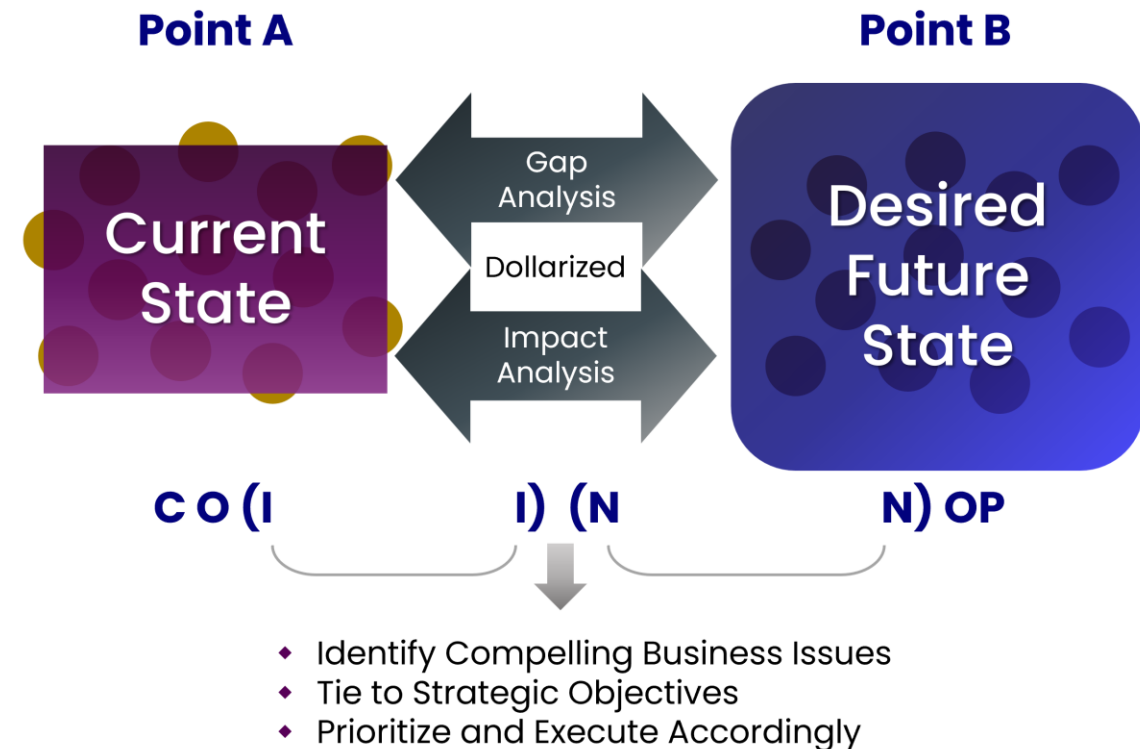 Point A
Point B
Current
State
Gap
Analysis
Dollarized
Impact
Analysis
Desired
Future
State
C O (I
I) (N
N) OP
Identify Compelling Business Issues
Tie to Strategic Objectives
Prioritize and Execute Accordingly